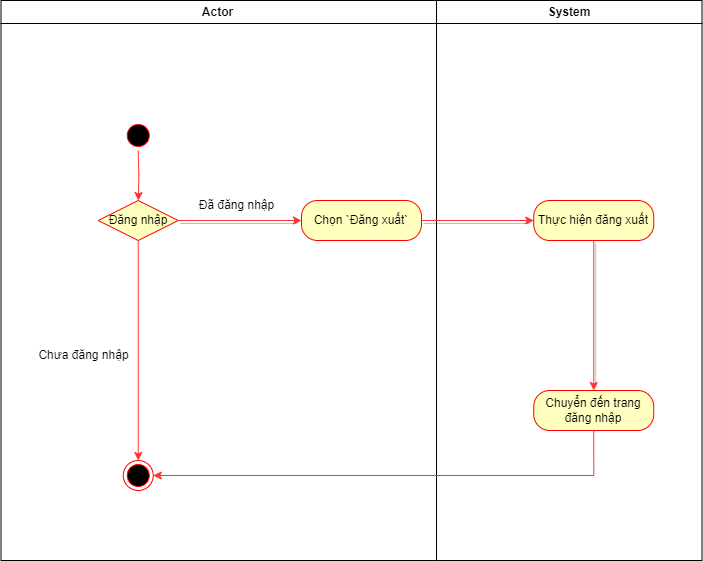 Actor
System
Đăng nhập
Đã đăng nhập
Chọn `Đăng xuất`
Thực hiện đăng xuất
Chưa đăng nhập
Chuyển đến trang
đăng nhập